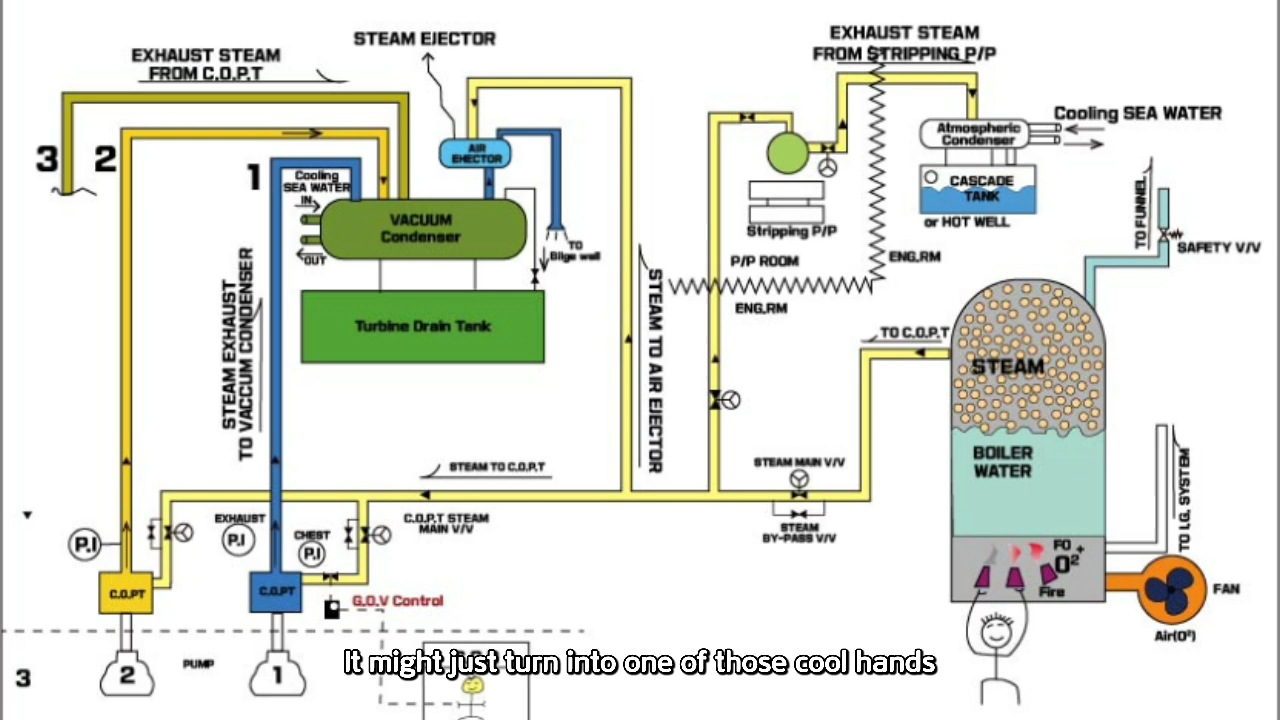 EXHAUST STEAM
FROM C.O.P.T
STEAM EJECTOR
EXHAUST STEAM
FROM STRIPPING P/P
3
2
1
Cooling
SEA WATER
IN
OUT
AIR
EHECTOR
VACUUM
Condenser
Turbine Drain Tank
TO
Bilge well
STEAM EXHAUST
TO VACCUM CONDENSER
STEAM TO AIR EJECTOR
Stripping P/P
P/P ROOM
ENG.RM
ENG.RM
Atmospheric
Condenser
Cooling SEA WATER
CASCADE
TANK
or HOT WELL
TO FUNNEL
SAFETY V/V
TO C.O.P.T
STEAM
BOILER
WATER
STEAM TO C.O.P.T
STEAM MAIN V/V
STEAM
BY-PASS V/V
C.O.P.T STEAM
MAIN V/V
EXHAUST
P.I
P.I
CHEST
P.I
C.O.PT
C.O.PT
G.O.V Control
FO +
O²
Fire
TO I.G. SYSTEM
FAN
Air(O²)
3
2
PUMP
1
It might just turn into one of those cool hands